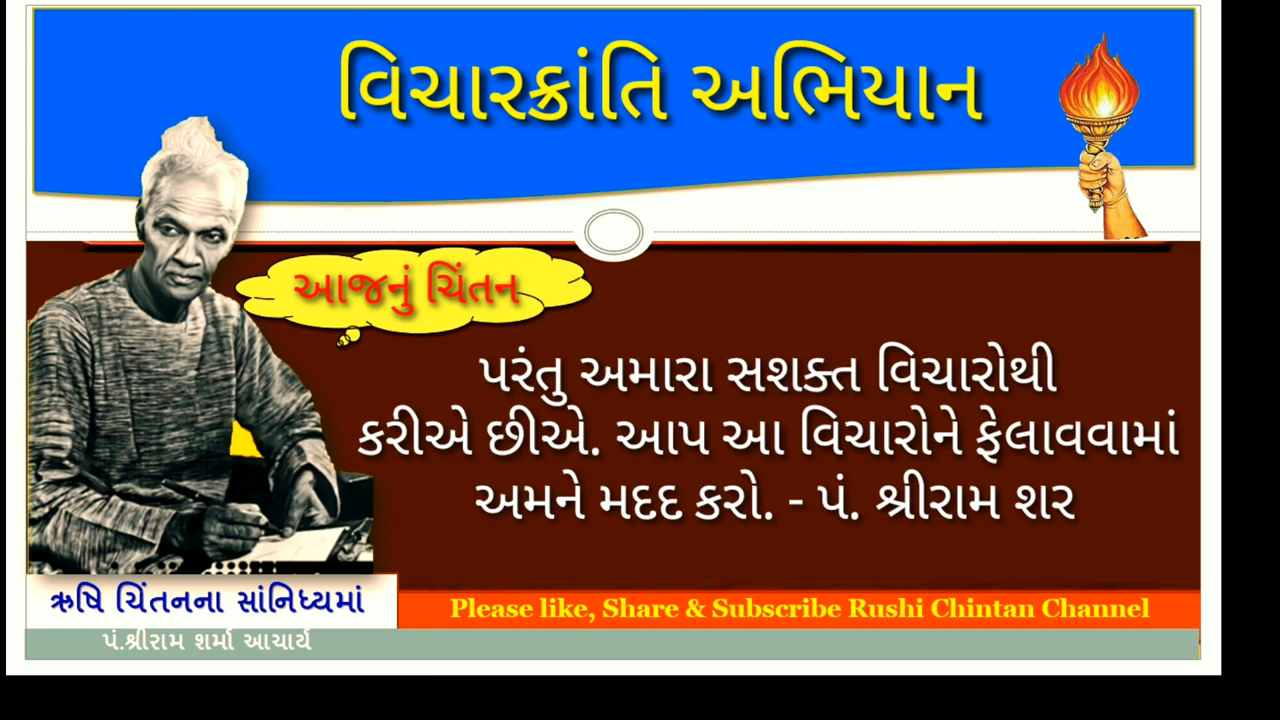 વિચારક્રાંતિ અભિયાન
આજનું ચિંતન
પરંતુ અમારા સશક્ત વિચારોથી
કરીએ છીએ. આપ આ વિચારોને ફેલાવવામાં
અમને મદદ કરો. - પં. શ્રીરામ શર
ઋષિ ચિંતનના સાંનિધ્યમાં
Please like, Share & Subscribe Rushi Chintan Channel
પં.શ્રીરામ શર્મા આચાર્ય